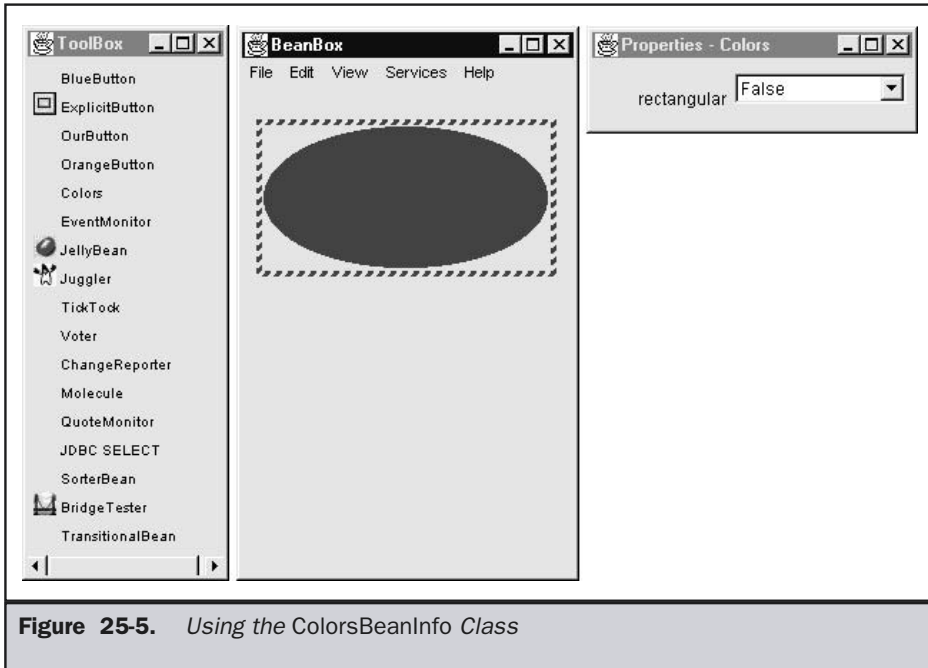 ToolBox
BlueButton
ExplicitButton
OurButton
OrangeButton
Colors
EventMonitor
JellyBean
Juggler
TickTock
Voter
ChangeReporter
Molecule
QuoteMonitor
JDBC SELECT
SorterBean
BridgeTester
TransitionalBean
BeanBox
File Edit View Services Help
Properties - Colors
rectangular False
Figure 25-5. Using the ColorsBeanInfo Class